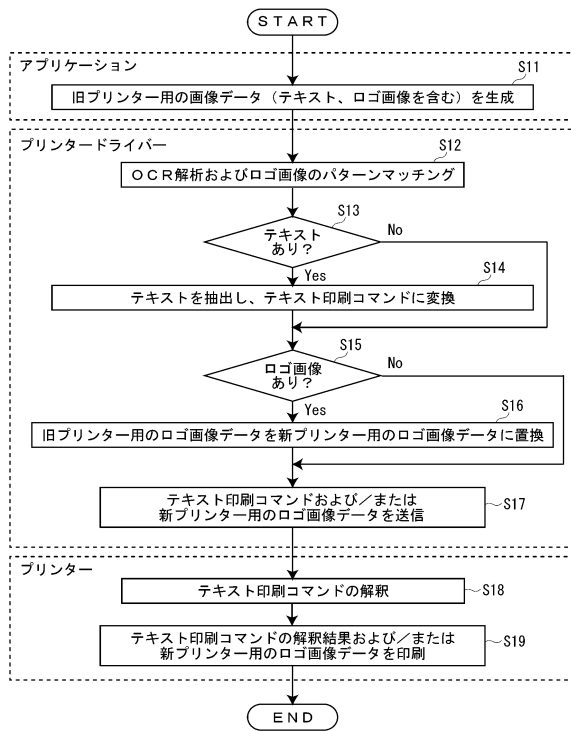 ＳＴＡＲＴ
アプリケーション
S11
旧プリンター用の画像データ（テキスト、ロゴ画像を含む）を生成
プリンタードライバー
S12
ＯＣＲ解析およびロゴ画像のパターンマッチング
S13
テキスト
あり？
No
Yes
S14
テキストを抽出し、テキスト印刷コマンドに変換
S15
ロゴ画像
あり？
No
Yes
S16
旧プリンター用のロゴ画像データを新プリンター用のロゴ画像データに置換
テキスト印刷コマンドおよび／または
新プリンター用のロゴ画像データを送信
S17
プリンター
テキスト印刷コマンドの解釈
S18
テキスト印刷コマンドの解釈結果および／または
新プリンター用のロゴ画像データを印刷
S19
ＥＮＤ